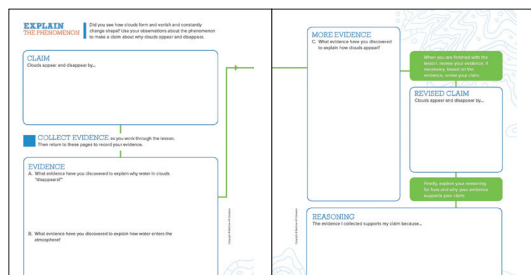 EXPLAIN
THE PHENOMENON
Did you see how clouds form and vanish and constantly
change shape? Use your observations about the phenomenon
to make a claim about why clouds appear and disappear.
CLAIM
Clouds appear and disappear by...
COLLECT EVIDENCE as you work through the lesson.
Then return to these pages to record your evidence.
EVIDENCE
A. What evidence have you discovered to explain why water in clouds
"disappears?"
B. What evidence have you discovered to explain how water enters the
atmosphere?
MORE EVIDENCE
C. What evidence have you discovered
to explain how clouds appear?
When you are finished with the
lesson, review your evidence. If
necessary, based on the
evidence, revise your claim.
REVISED CLAIM
Clouds appear and disappear by...
Finally, explain your reasoning
for how and why your evidence
supports your claim.
REASONING
The evidence I collected supports my claim because...